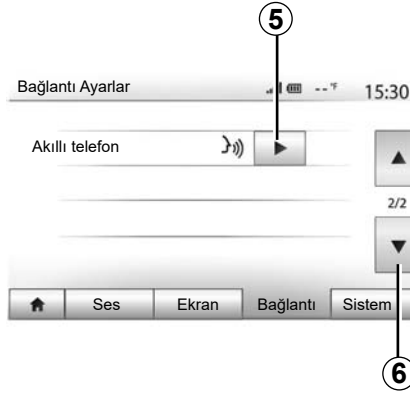 5
Bağlantı Ayarlar -- °F 15:30
Akıllı telefon
2/2
Ses Ekran Bağlantı Sistem
6